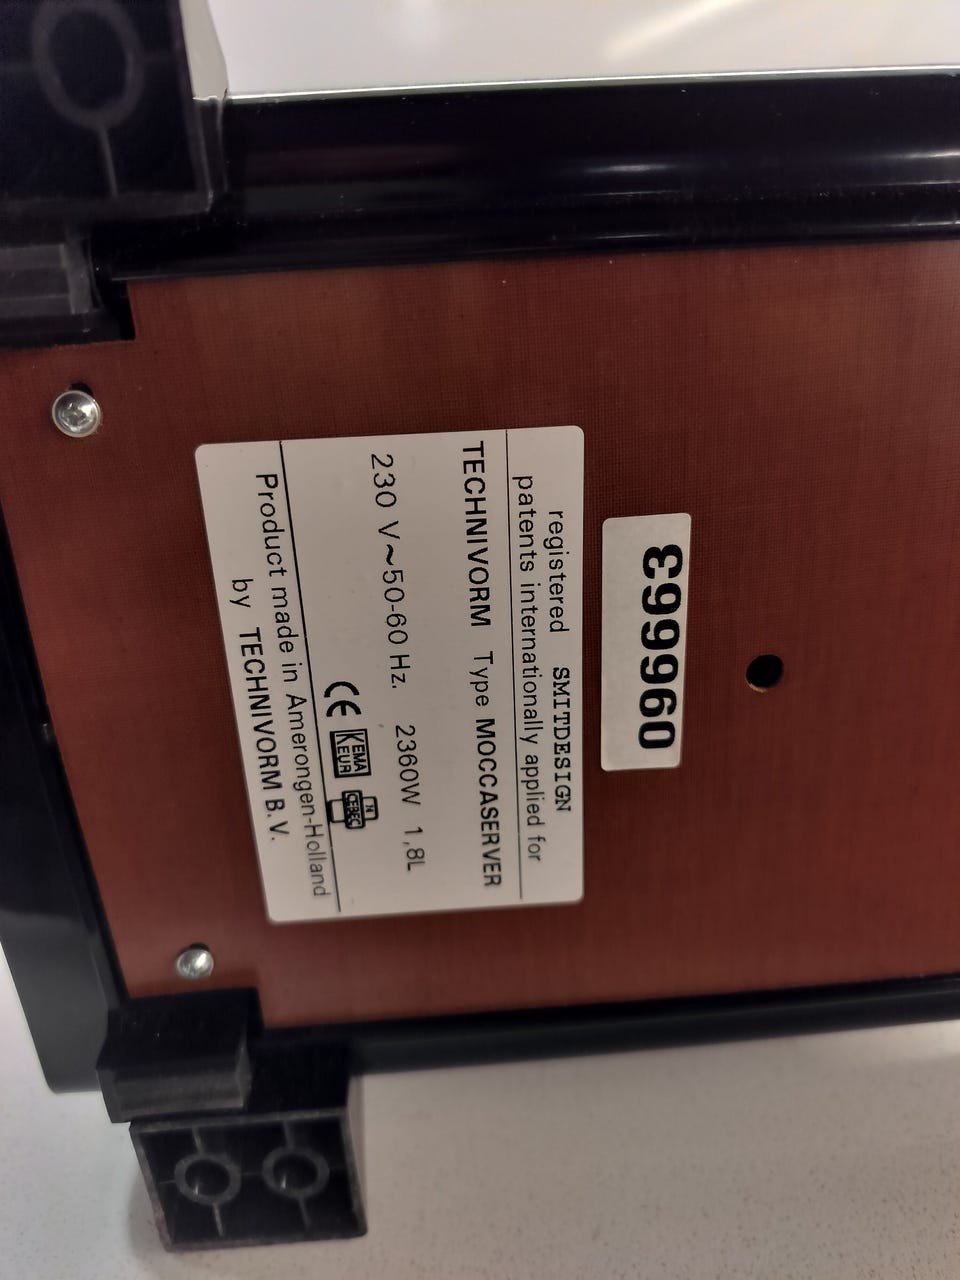 096663
registered SMITDESIGN
patents internationally applied for
TECHNIVORM Type MOCCASERVER
230 V~50-60 Hz. 2360W 1,8L
CE KEMA KEUR N CEBEC
Product made in Amerongen-Holland
by TECHNIVORM B.V.